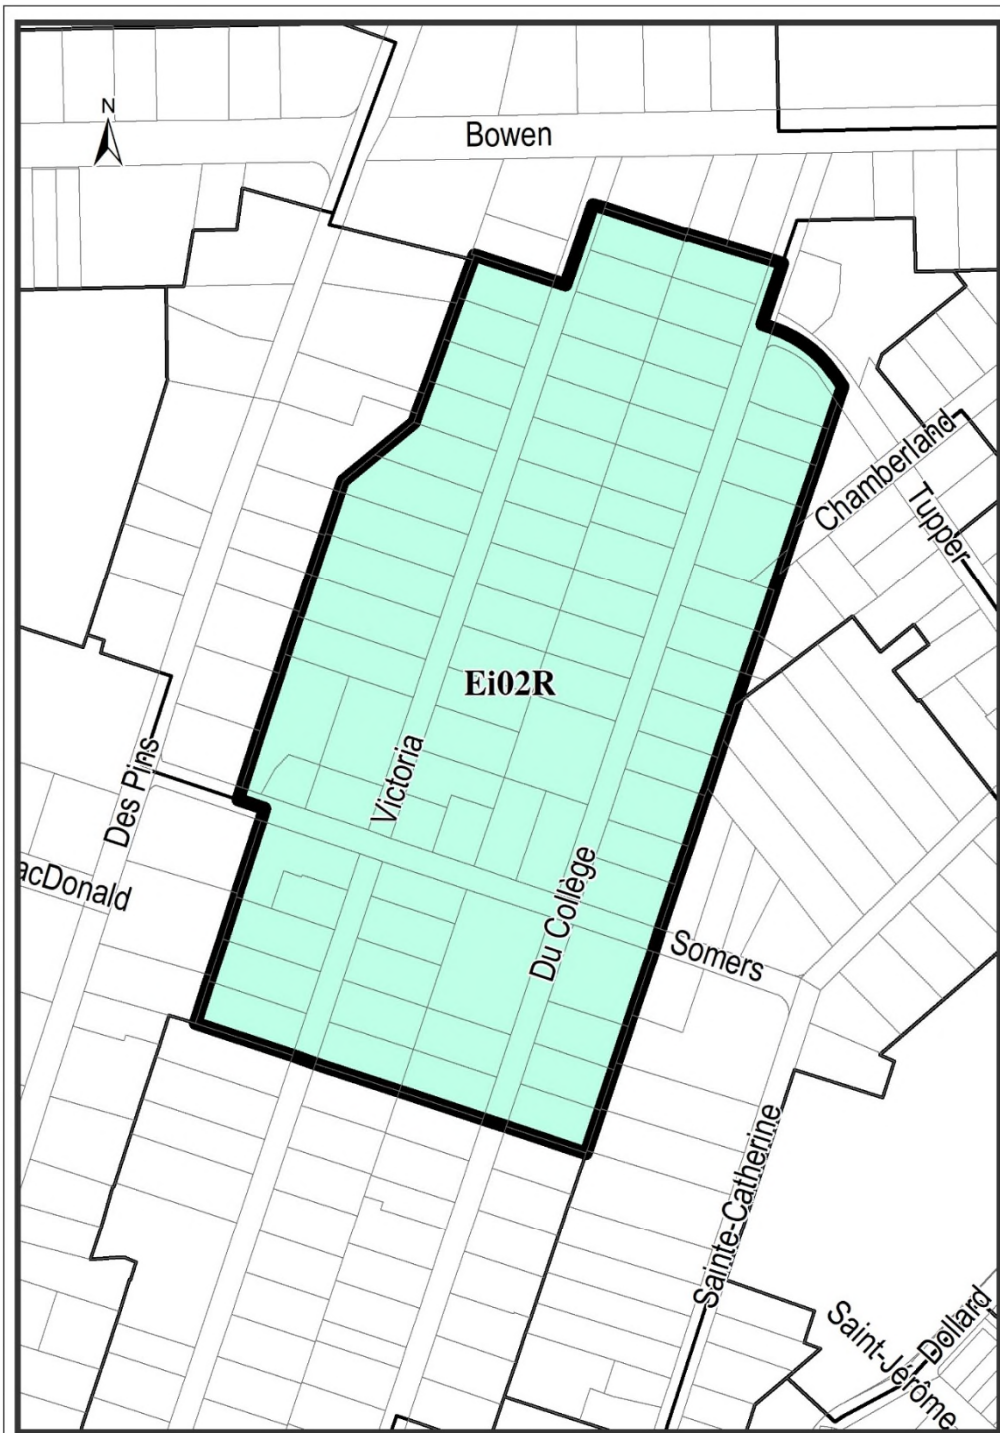 N
Bowen
Chamberland
Tupper
Ei02R
Victoria
Des Pins
acDonald
Du Collège
Somers
Sainte-Catherine
Dollard
Saint-Jérôme